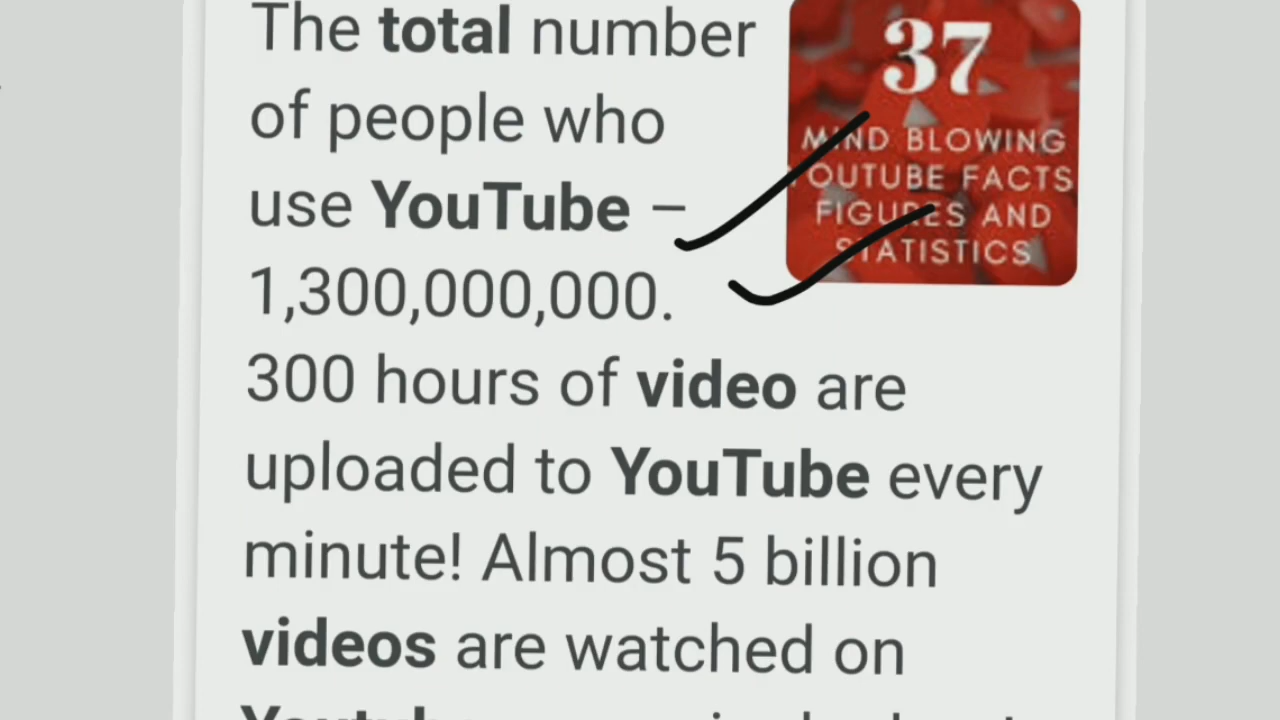 The total number
of people who
use YouTube –
1,300,000,000.
300 hours of video are
uploaded to YouTube every
minute! Almost 5 billion
videos are watched on
37
MIND BLOWING
OUTUBE FACTS
FIGURES AND
STATISTICS